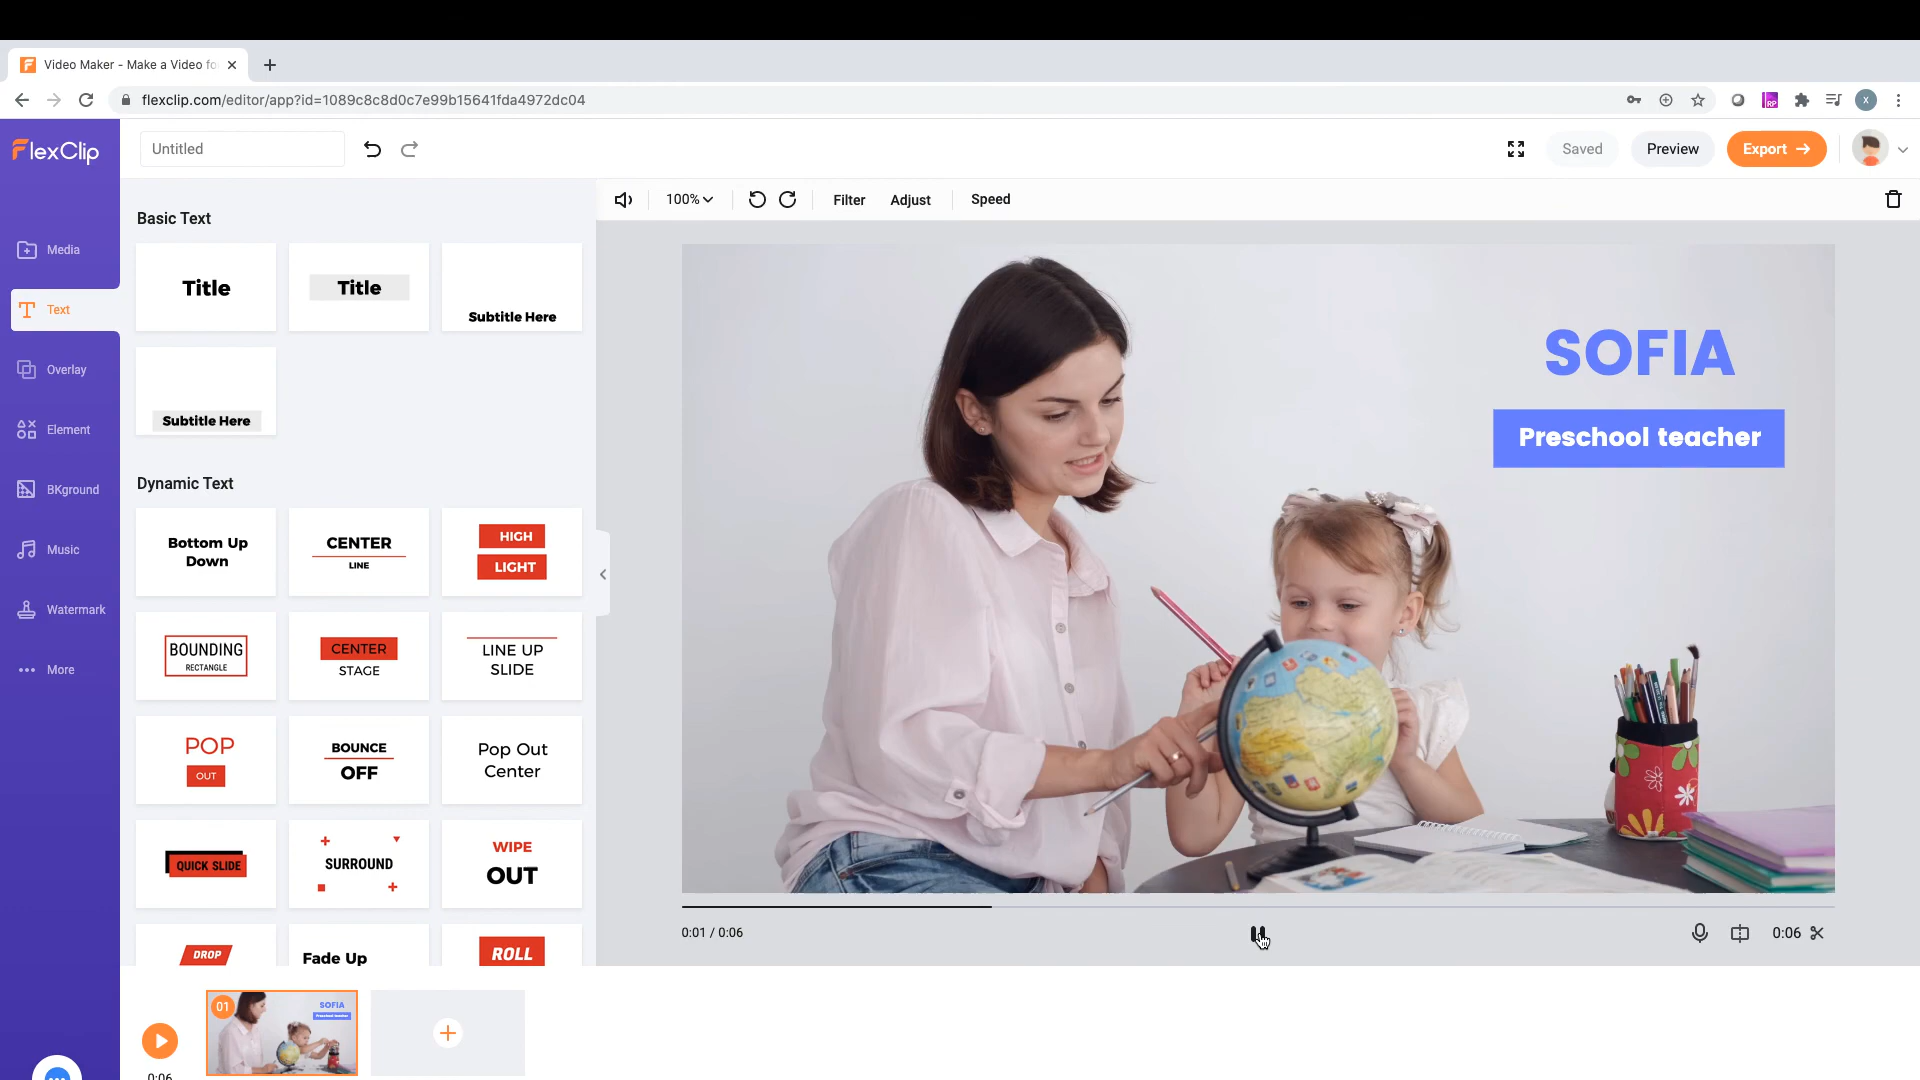 Video Maker - Make a Video fo
flexclip.com/editor/app?id=1089c8c8d0c7e99b15641fda4972dc04
RP
X
FlexClip
Untitled
Saved
Preview
Export
100%
Filter
Adjust
Speed
Media
Text
Overlay
Element
BKground
Music
Watermark
More
Basic Text
Title
Title
Subtitle Here
Subtitle Here
Dynamic Text
Bottom Up
Down
CENTER
LINE
HIGH
LIGHT
BOUNDING
RECTANGLE
CENTER
STAGE
LINE UP
SLIDE
POP
OUT
BOUNCE
OFF
Pop Out
Center
QUICK SLIDE
SURROUND
WIPE
OUT
DROP
Fade Up
ROLL
SOFIA
Preschool teacher
0:01 / 0:06
0:06
01
SOFIA
Preschool teacher
0:06